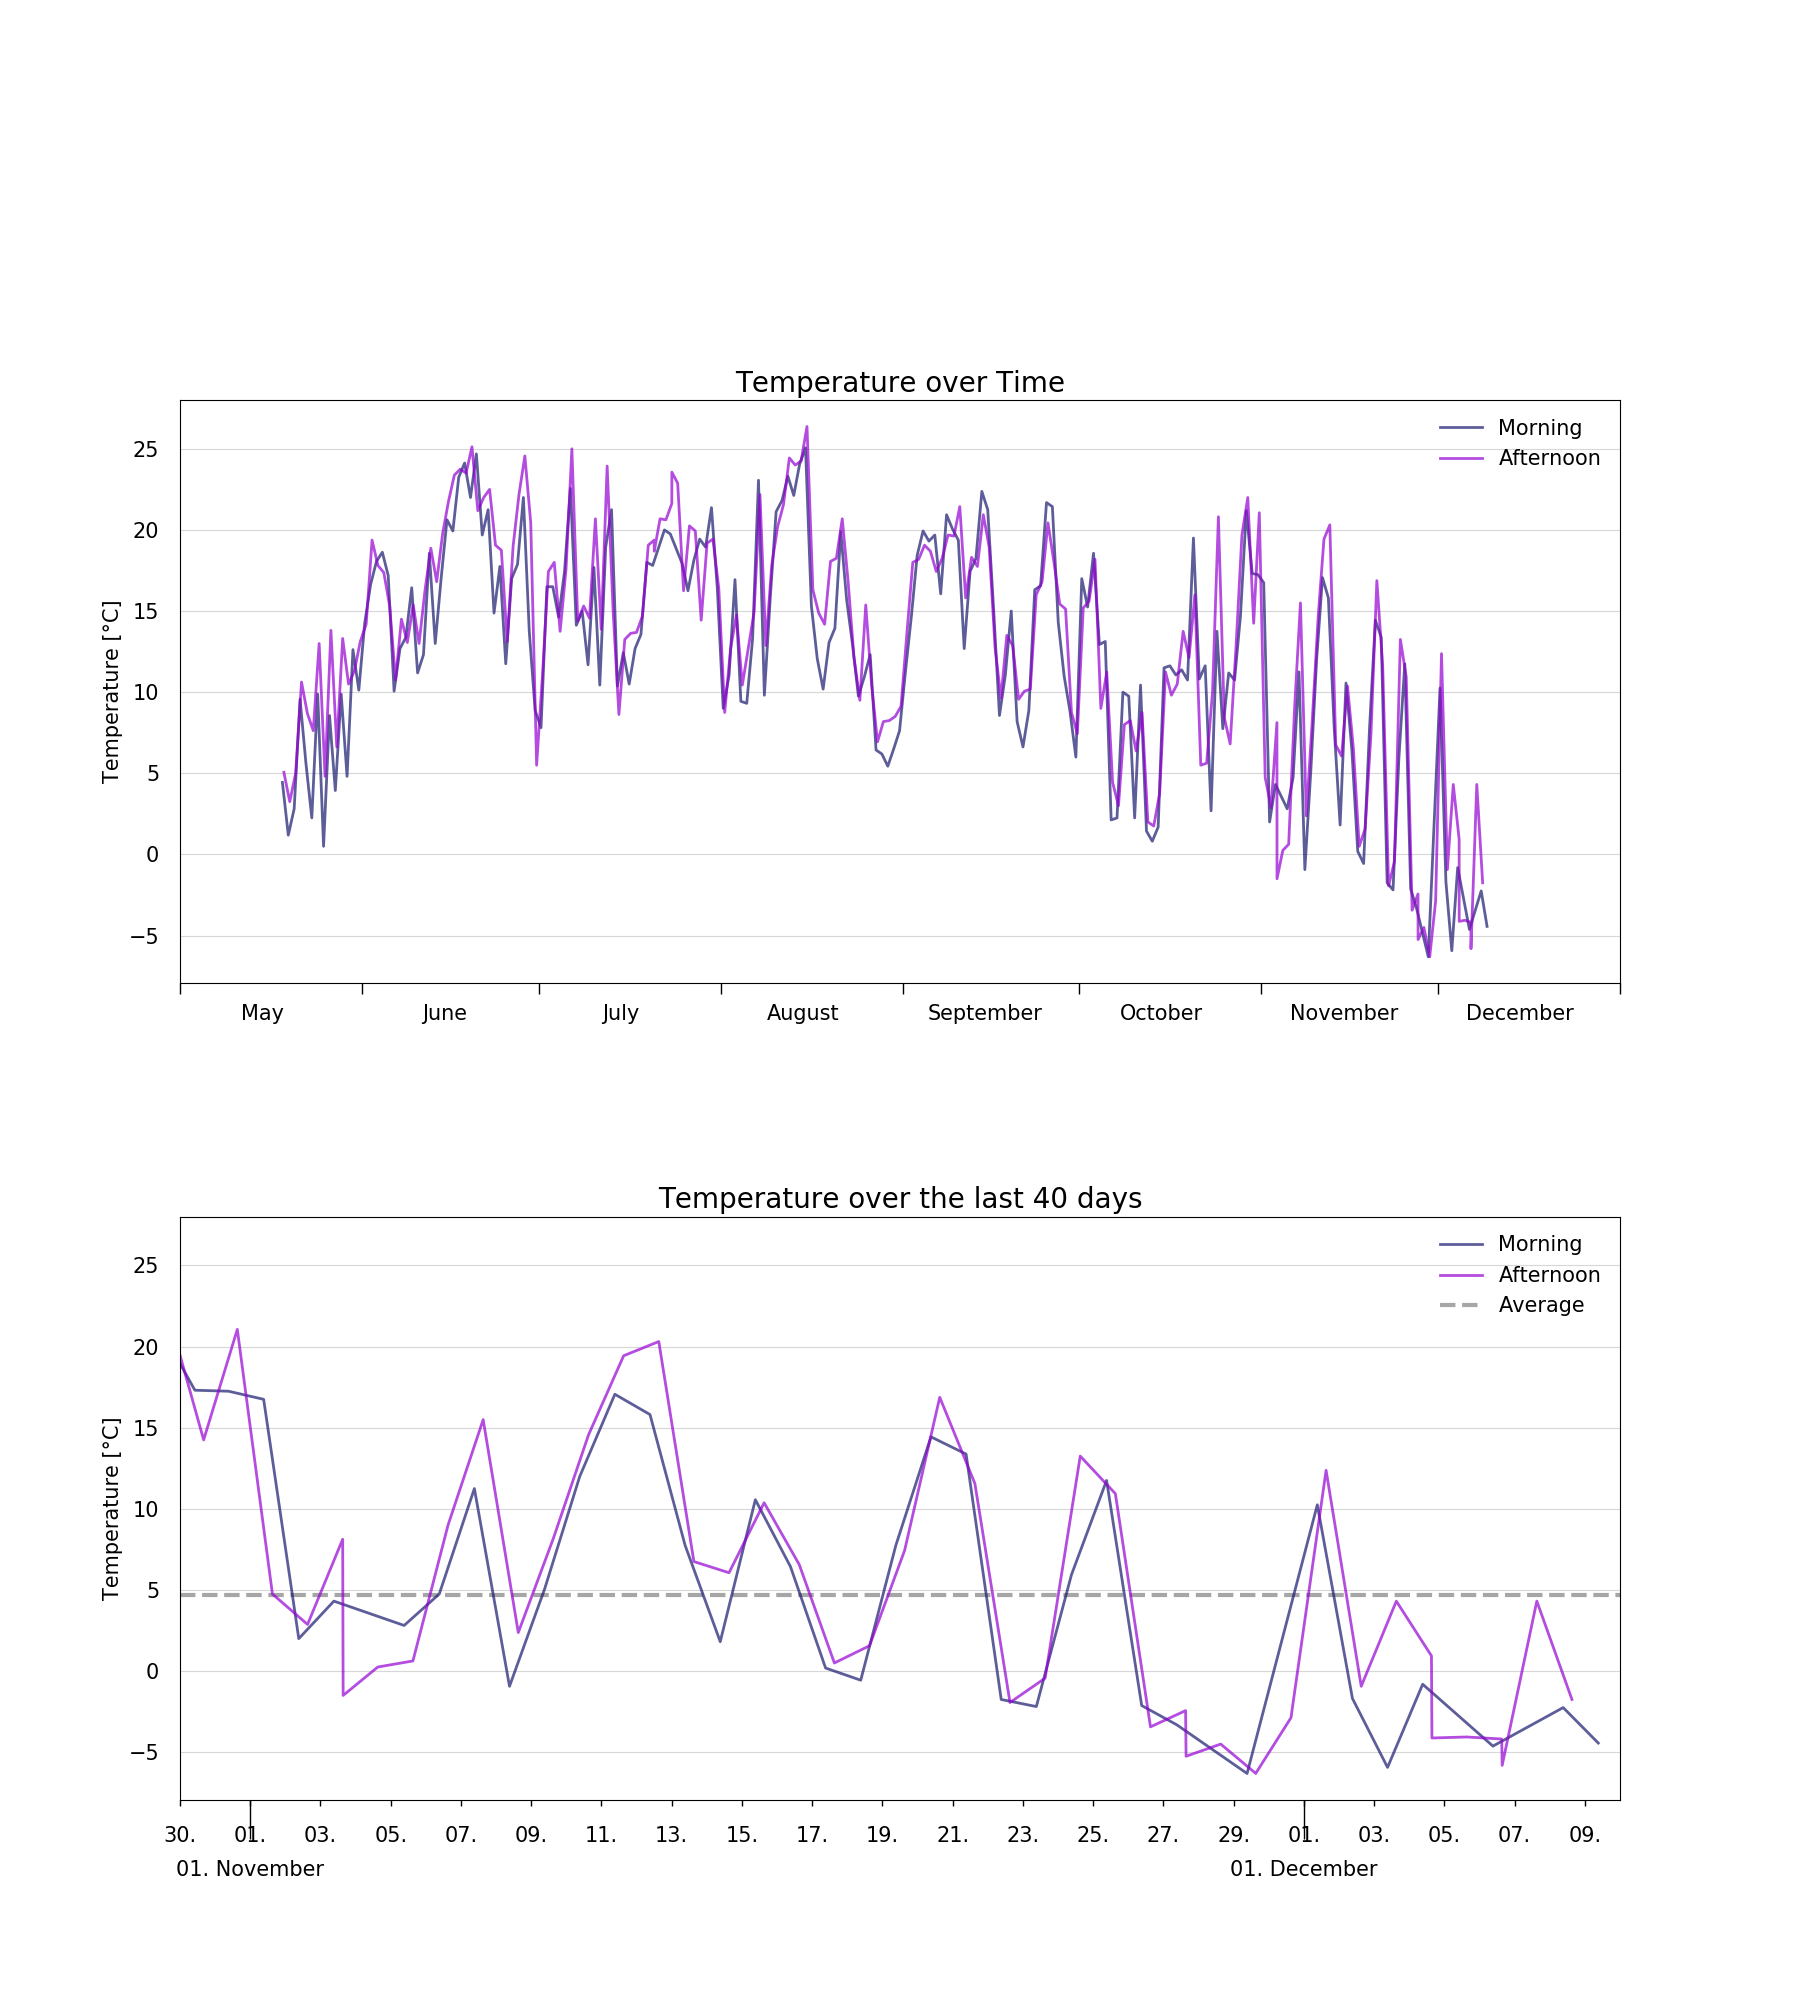 Temperature over Time
Morning
Afternoon
Temperature [°C]
25
20
15
10
5
0
−5
May June July August September October November December
Temperature over the last 40 days
Morning
Afternoon
Average
Temperature [°C]
25
20
15
10
5
0
−5
30. 01. 03. 05. 07. 09. 11. 13. 15. 17. 19. 21. 23. 25. 27. 29. 01. 03. 05. 07. 09.
01. November 01. December